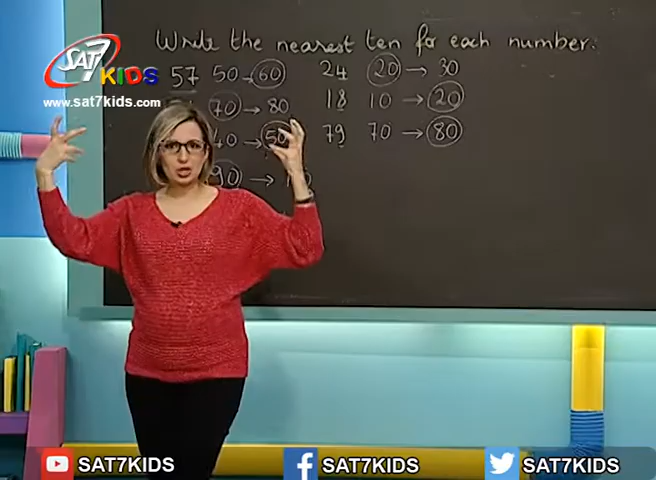 Write the nearest ten for each number:
SAT7
KIDS
www.sat7kids.com
57 50 → 60
24 20 → 30
70 → 80
18 10 → 20
40 → 50
79 70 → 80
90 →
SAT7KIDS
f SAT7KIDS
SAT7KIDS